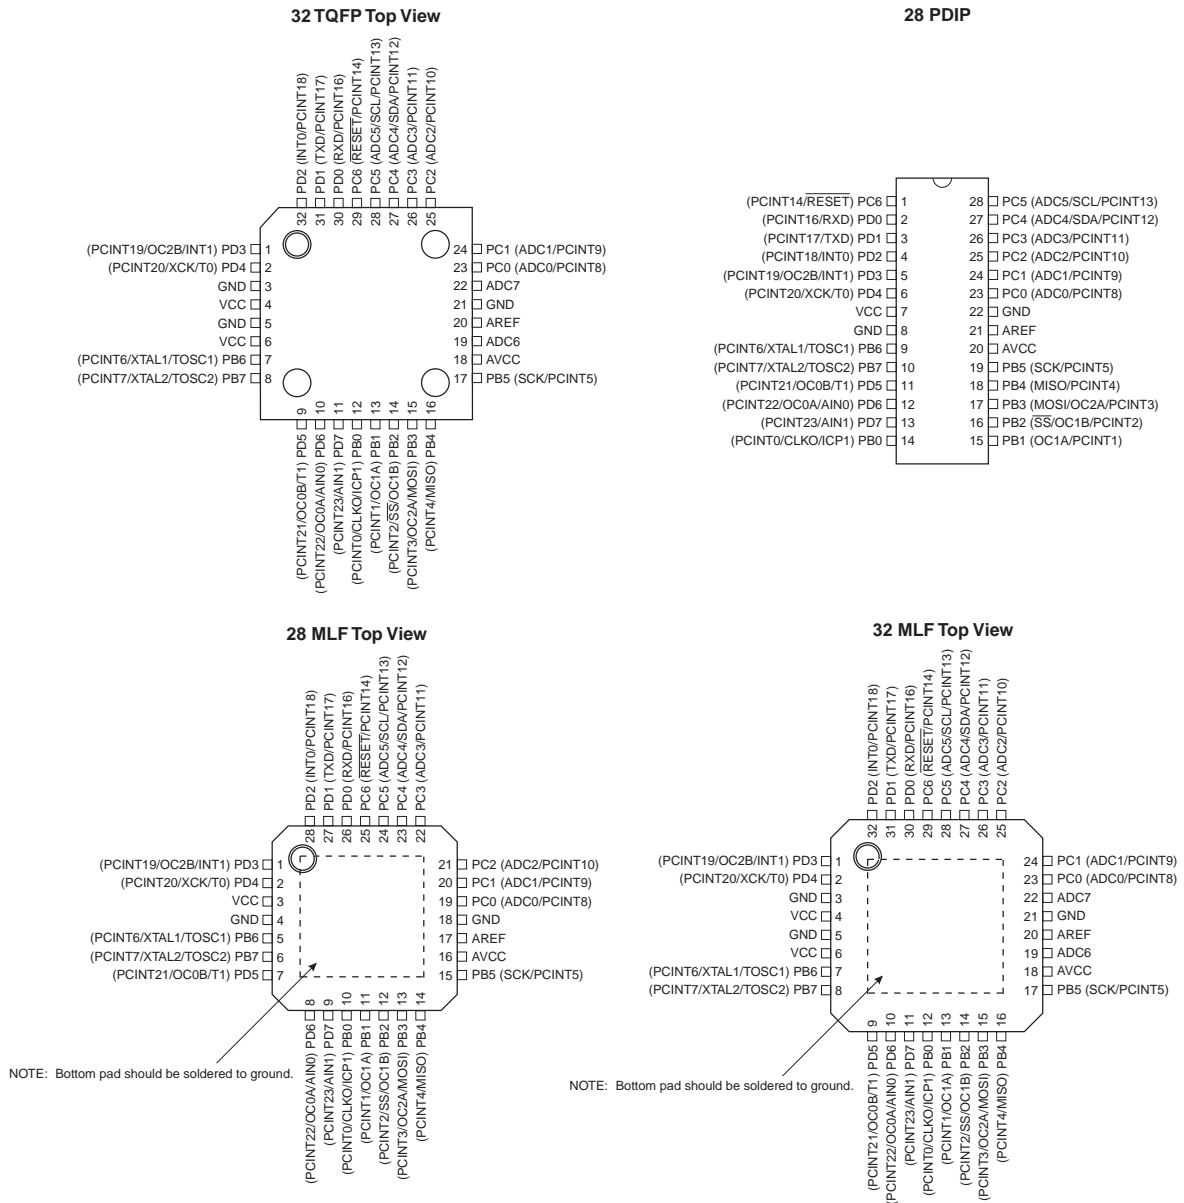 32 TQFP Top View
PD2 (INT0/PCINT18)
PD1 (TXD/PCINT17)
PD0 (RXD/PCINT16)
PC6 (RESET/PCINT14)
PC5 (ADC5/SCL/PCINT13)
PC4 (ADC4/SDA/PCINT12)
PC3 (ADC3/PCINT11)
PC2 (ADC2/PCINT10)
32 31 30 29 28 27 26 25
(PCINT19/OC2B/INT1) PD3 1
(PCINT20/XCK/T0) PD4 2
GND 3
VCC 4
GND 5
VCC 6
(PCINT6/XTAL1/TOSC1) PB6 7
(PCINT7/XTAL2/TOSC2) PB7 8
24 PC1 (ADC1/PCINT9)
23 PC0 (ADC0/PCINT8)
22 ADC7
21 GND
20 AREF
19 ADC6
18 AVCC
17 PB5 (SCK/PCINT5)
9 10 11 12 13 14 15 16
(PCINT21/OC0B/T1) PD5
(PCINT22/OC0A/AIN0) PD6
(PCINT23/AIN1) PD7
(PCINT0/CLKO/ICP1) PB0
(PCINT1/OC1A) PB1
(PCINT2/SS/OC1B) PB2
(PCINT3/OC2A/MOSI) PB3
(PCINT4/MISO) PB4
28 PDIP
(PCINT14/RESET) PC6 1
(PCINT16/RXD) PD0 2
(PCINT17/TXD) PD1 3
(PCINT18/INT0) PD2 4
(PCINT19/OC2B/INT1) PD3 5
(PCINT20/XCK/T0) PD4 6
VCC 7
GND 8
(PCINT6/XTAL1/TOSC1) PB6 9
(PCINT7/XTAL2/TOSC2) PB7 10
(PCINT21/OC0B/T1) PD5 11
(PCINT22/OC0A/AIN0) PD6 12
(PCINT23/AIN1) PD7 13
(PCINT0/CLKO/ICP1) PB0 14
28 PC5 (ADC5/SCL/PCINT13)
27 PC4 (ADC4/SDA/PCINT12)
26 PC3 (ADC3/PCINT11)
25 PC2 (ADC2/PCINT10)
24 PC1 (ADC1/PCINT9)
23 PC0 (ADC0/PCINT8)
22 GND
21 AREF
20 AVCC
19 PB5 (SCK/PCINT5)
18 PB4 (MISO/PCINT4)
17 PB3 (MOSI/OC2A/PCINT3)
16 PB2 (SS/OC1B/PCINT2)
15 PB1 (OC1A/PCINT1)
28 MLF Top View
PD2 (INT0/PCINT18)
PD1 (TXD/PCINT17)
PD0 (RXD/PCINT16)
PC6 (RESET/PCINT14)
PC5 (ADC5/SCL/PCINT13)
PC4 (ADC4/SDA/PCINT12)
PC3 (ADC3/PCINT11)
28 27 26 25 24 23 22
(PCINT19/OC2B/INT1) PD3 1
(PCINT20/XCK/T0) PD4 2
VCC 3
GND 4
(PCINT6/XTAL1/TOSC1) PB6 5
(PCINT7/XTAL2/TOSC2) PB7 6
(PCINT21/OC0B/T1) PD5 7
21 PC2 (ADC2/PCINT10)
20 PC1 (ADC1/PCINT9)
19 PC0 (ADC0/PCINT8)
18 GND
17 AREF
16 AVCC
15 PB5 (SCK/PCINT5)
8 9 10 11 12 13 14
(PCINT22/OC0A/AIN0) PD6
(PCINT23/AIN1) PD7
(PCINT0/CLKO/ICP1) PB0
(PCINT1/OC1A) PB1
(PCINT2/SS/OC1B) PB2
(PCINT3/OC2A/MOSI) PB3
(PCINT4/MISO) PB4
NOTE: Bottom pad should be soldered to ground.
32 MLF Top View
PD2 (INT0/PCINT18)
PD1 (TXD/PCINT17)
PD0 (RXD/PCINT16)
PC6 (RESET/PCINT14)
PC5 (ADC5/SCL/PCINT13)
PC4 (ADC4/SDA/PCINT12)
PC3 (ADC3/PCINT11)
PC2 (ADC2/PCINT10)
32 31 30 29 28 27 26 25
(PCINT19/OC2B/INT1) PD3 1
(PCINT20/XCK/T0) PD4 2
GND 3
VCC 4
GND 5
VCC 6
(PCINT6/XTAL1/TOSC1) PB6 7
(PCINT7/XTAL2/TOSC2) PB7 8
24 PC1 (ADC1/PCINT9)
23 PC0 (ADC0/PCINT8)
22 ADC7
21 GND
20 AREF
19 ADC6
18 AVCC
17 PB5 (SCK/PCINT5)
9 10 11 12 13 14 15 16
(PCINT21/OC0B/T1) PD5
(PCINT22/OC0A/AIN0) PD6
(PCINT23/AIN1) PD7
(PCINT0/CLKO/ICP1) PB0
(PCINT1/OC1A) PB1
(PCINT2/SS/OC1B) PB2
(PCINT3/OC2A/MOSI) PB3
(PCINT4/MISO) PB4
NOTE: Bottom pad should be soldered to ground.